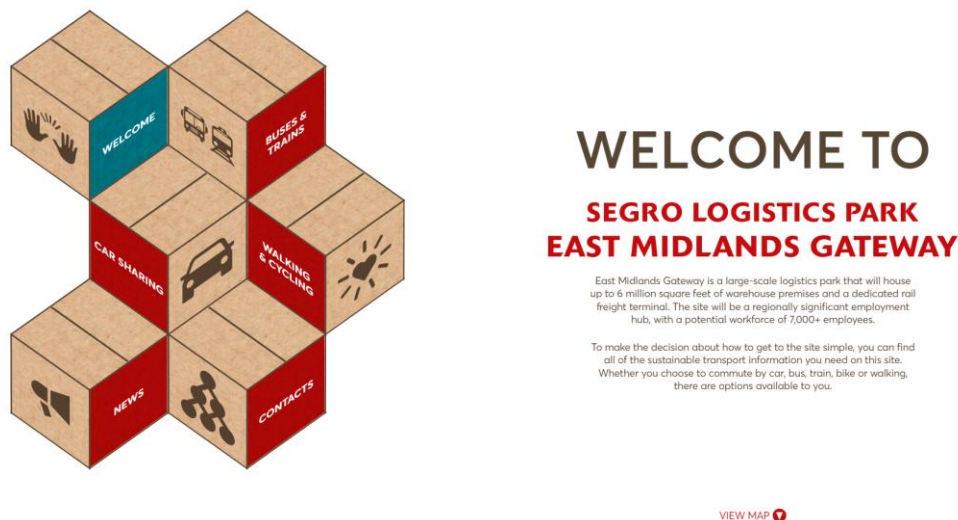 WELCOME
BUSES &
TRAINS
CAR SHARING
WALKING
& CYCLING
NEWS
CONTACTS
WELCOME TO
SEGRO LOGISTICS PARK
EAST MIDLANDS GATEWAY
East Midlands Gateway is a large-scale logistics park that will house
up to 6 million square feet of warehouse premises and a dedicated rail
freight terminal. The site will be a regionally significant employment
hub, with a potential workforce of 7,000+ employees.
To make the decision about how to get to the site simple, you can find
all of the sustainable transport information you need on this site.
Whether you choose to commute by car, bus, train, bike or walking,
there are options available to you.
VIEW MAP